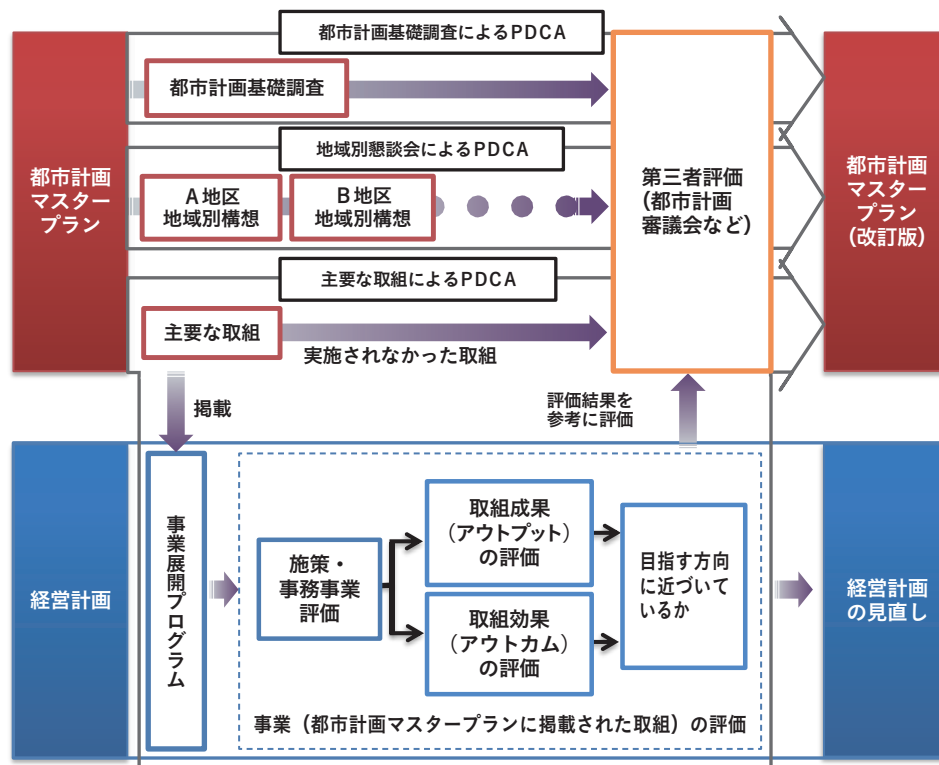 都市計画基礎調査によるPDCA
都市計画
マスター
プラン
都市計画基礎調査
地域別懇談会によるPDCA
A地区
地域別構想
B地区
地域別構想
主要な取組によるPDCA
主要な取組
実施されなかった取組
第三者評価
(都市計画
審議会など)
都市計画
マスター
プラン
(改訂版)
掲載
評価結果を
参考に評価
経営計画
事業展開プログラム
施策・
事務事業
評価
取組成果
(アウトプット)
の評価
取組効果
(アウトカム)
の評価
目指す方向
に近づいて
いるか
事業(都市計画マスタープランに掲載された取組)の評価
経営計画
の見直し